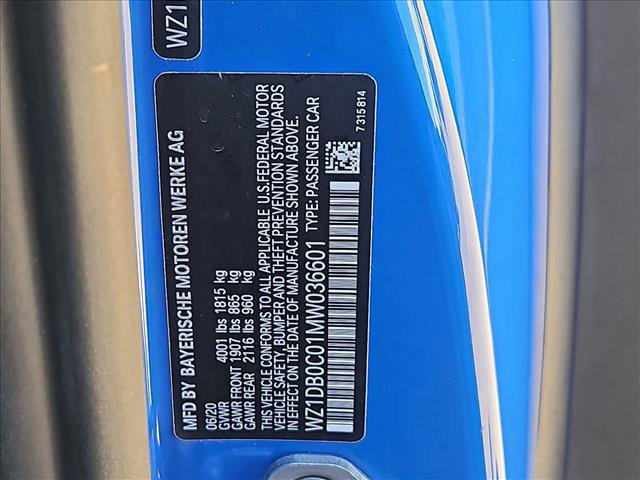 WZ1
MFD BY BAYERISCHE MOTOREN WERKE AG
06/20
GVWR 4001 lbs 1815 kg
GAWR FRONT 1907 lbs 865 kg
GAWR REAR 2116 lbs 960 kg
THIS VEHICLE CONFORMS TO ALL APPLICABLE U.S.FEDERAL MOTOR
VEHICLE SAFETY, BUMPER AND THEFT PREVENTION STANDARDS
IN EFFECT ON THE DATE OF MANUFACTURE SHOWN ABOVE.
WZ1DB0C01MW036601 TYPE: PASSENGER CAR
7315814